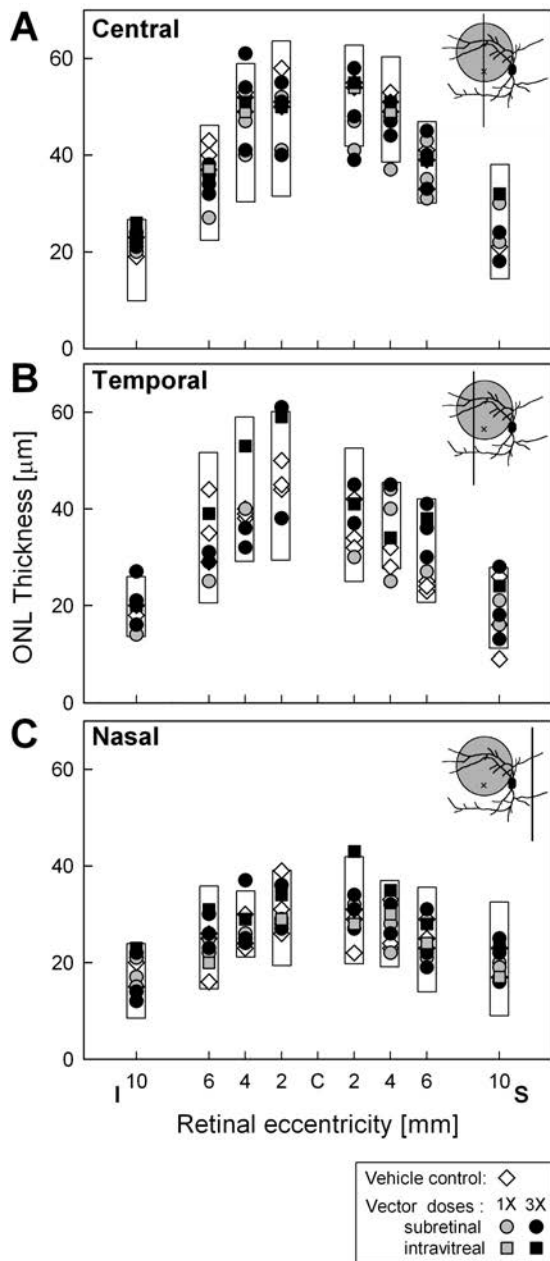 A Central
60
40
20
0
B Temporal
60
40
20
0
ONL Thickness [μm]
C Nasal
60
40
20
0
I 10 6 4 2 C 2 4 6 10 S
Retinal eccentricity [mm]
Vehicle control:
Vector doses : 1X 3X
subretinal
intravitreal